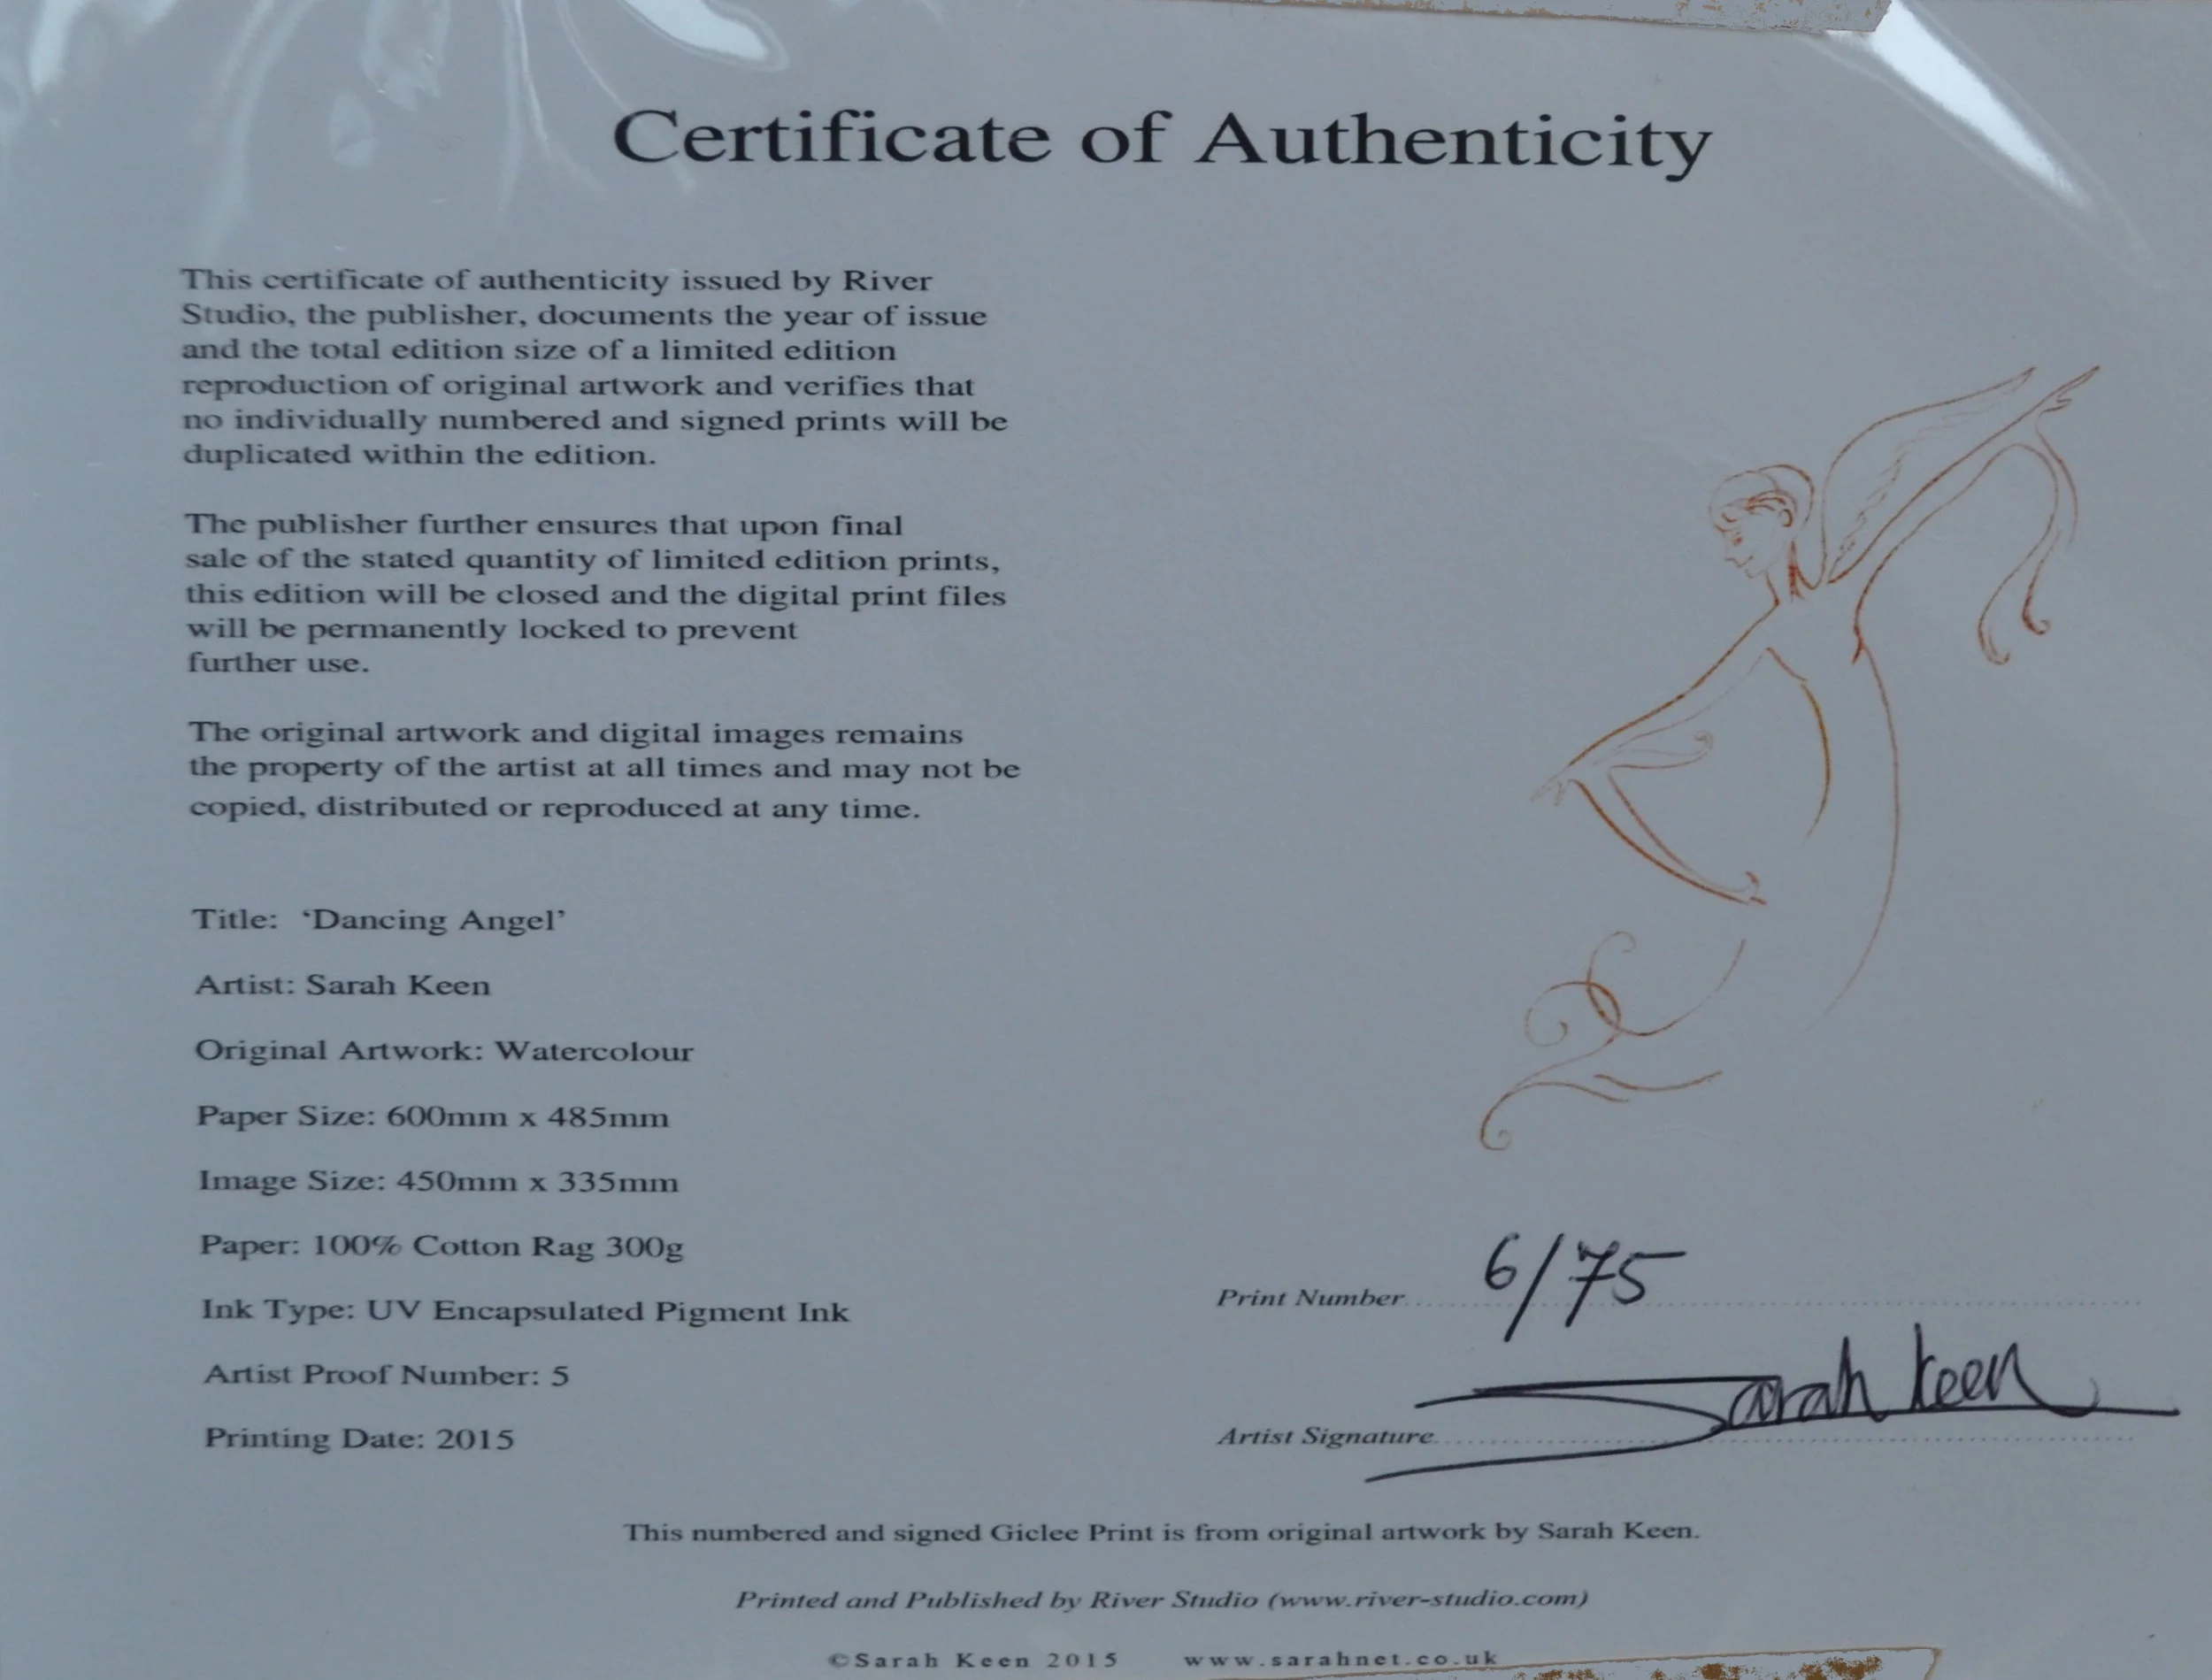 Certificate of Authenticity
This certificate of authenticity issued by River
Studio, the publisher, documents the year of issue
and the total edition size of a limited edition
reproduction of original artwork and verifies that
no individually numbered and signed prints will be
duplicated within the edition.
The publisher further ensures that upon final
sale of the stated quantity of limited edition prints,
this edition will be closed and the digital print files
will be permanently locked to prevent
further use.
The original artwork and digital images remains
the property of the artist at all times and may not be
copied, distributed or reproduced at any time.
Title: ‘Dancing Angel’
Artist: Sarah Keen
Original Artwork: Watercolour
Paper Size: 600mm x 485mm
Image Size: 450mm x 335mm
Paper: 100% Cotton Rag 300g
Ink Type: UV Encapsulated Pigment Ink
Artist Proof Number: 5
Printing Date: 2015
Print Number 6/75
Artist Signature Sarah Keen
This numbered and signed Giclee Print is from original artwork by Sarah Keen.
Printed and Published by River Studio (www.river-studio.com)
©Sarah Keen 2015 www.sarahnet.co.uk